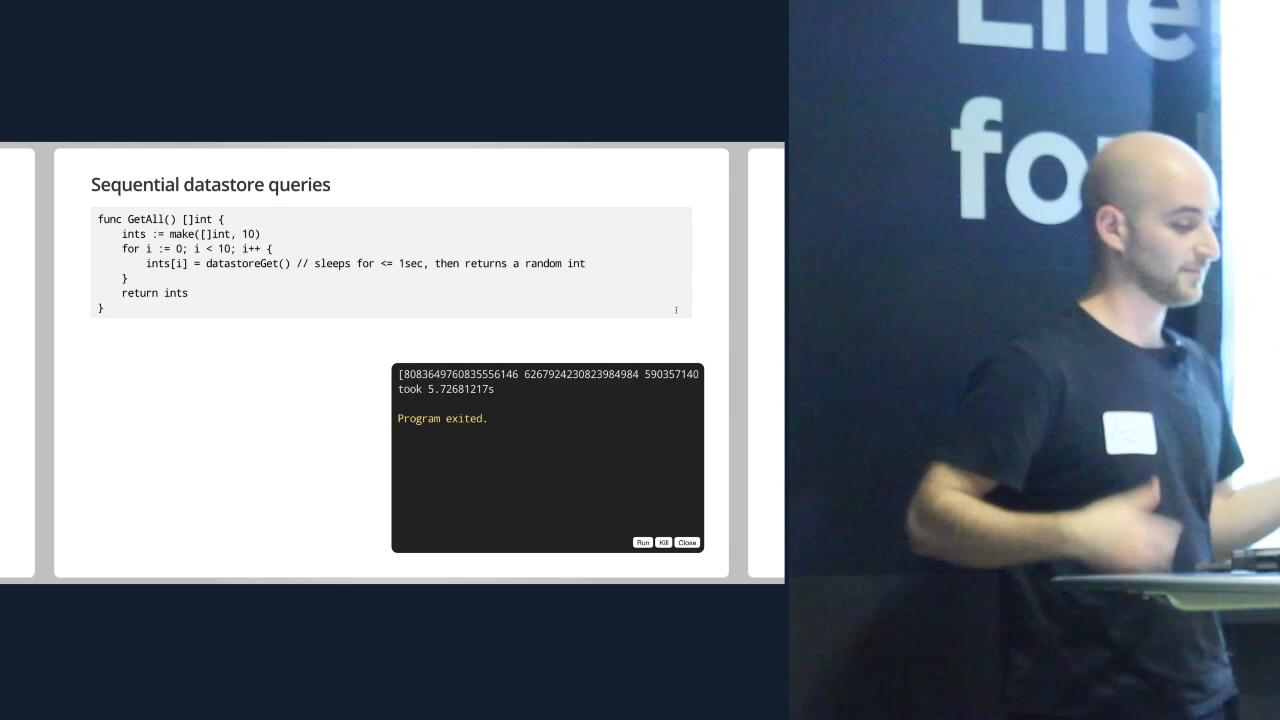 Sequential datastore queries
func GetAll() []int {
    ints := make([]int, 10)
    for i := 0; i < 10; i++ {
        ints[i] = datastoreGet() // sleeps for <= 1sec, then returns a random int
    }
    return ints
}
[8083649760835556146 6267924230823984984 590357140
took 5.72681217s
Program exited.
Run Kill Close
Life
for